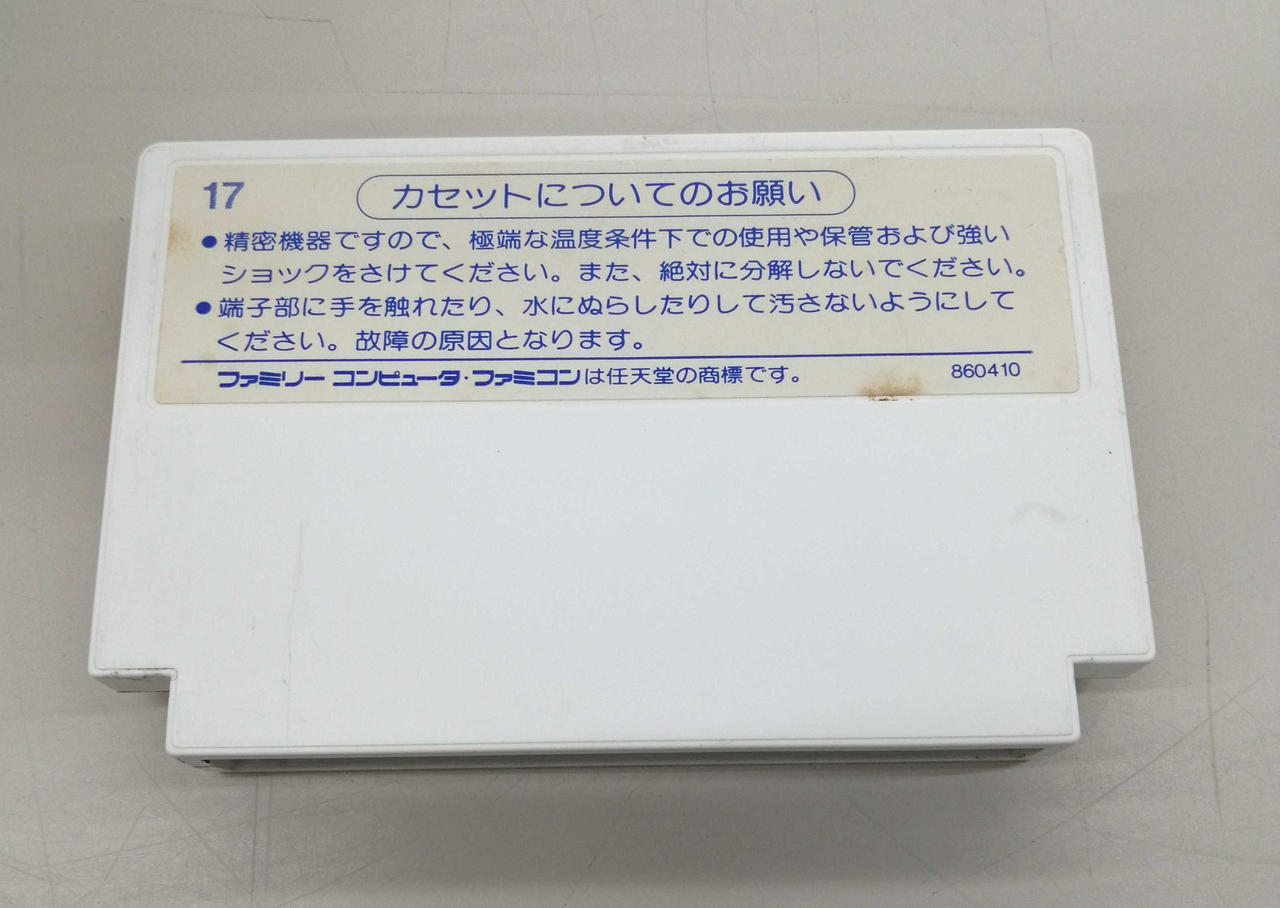 17
カセットについてのお願い
●精密機器ですので、極端な温度条件下での使用や保管および強い
ショックをさけてください。また、絶対に分解しないでください。
●端子部に手を触れたり、水にぬらしたりして汚さないようにして
ください。故障の原因となります。
ファミリー コンピュータ・ファミコンは任天堂の商標です。 860410